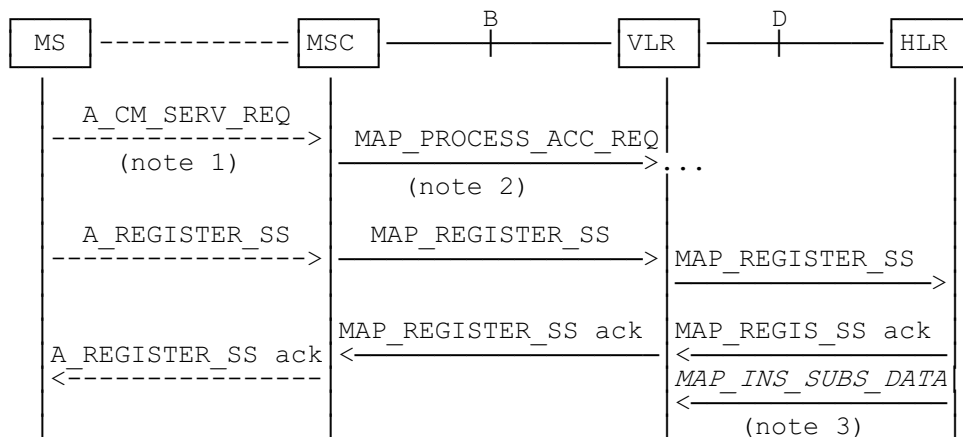 B D
MS MSC VLR HLR
A_CM_SERV_REQ
MAP_PROCESS_ACC_REQ
(note 1) ...
(note 2)
A_REGISTER_SS MAP_REGISTER_SS
MAP_REGISTER_SS
MAP_REGISTER_SS ack MAP_REGIS_SS ack
A_REGISTER_SS ack
MAP_INS_SUBS_DATA
(note 3)